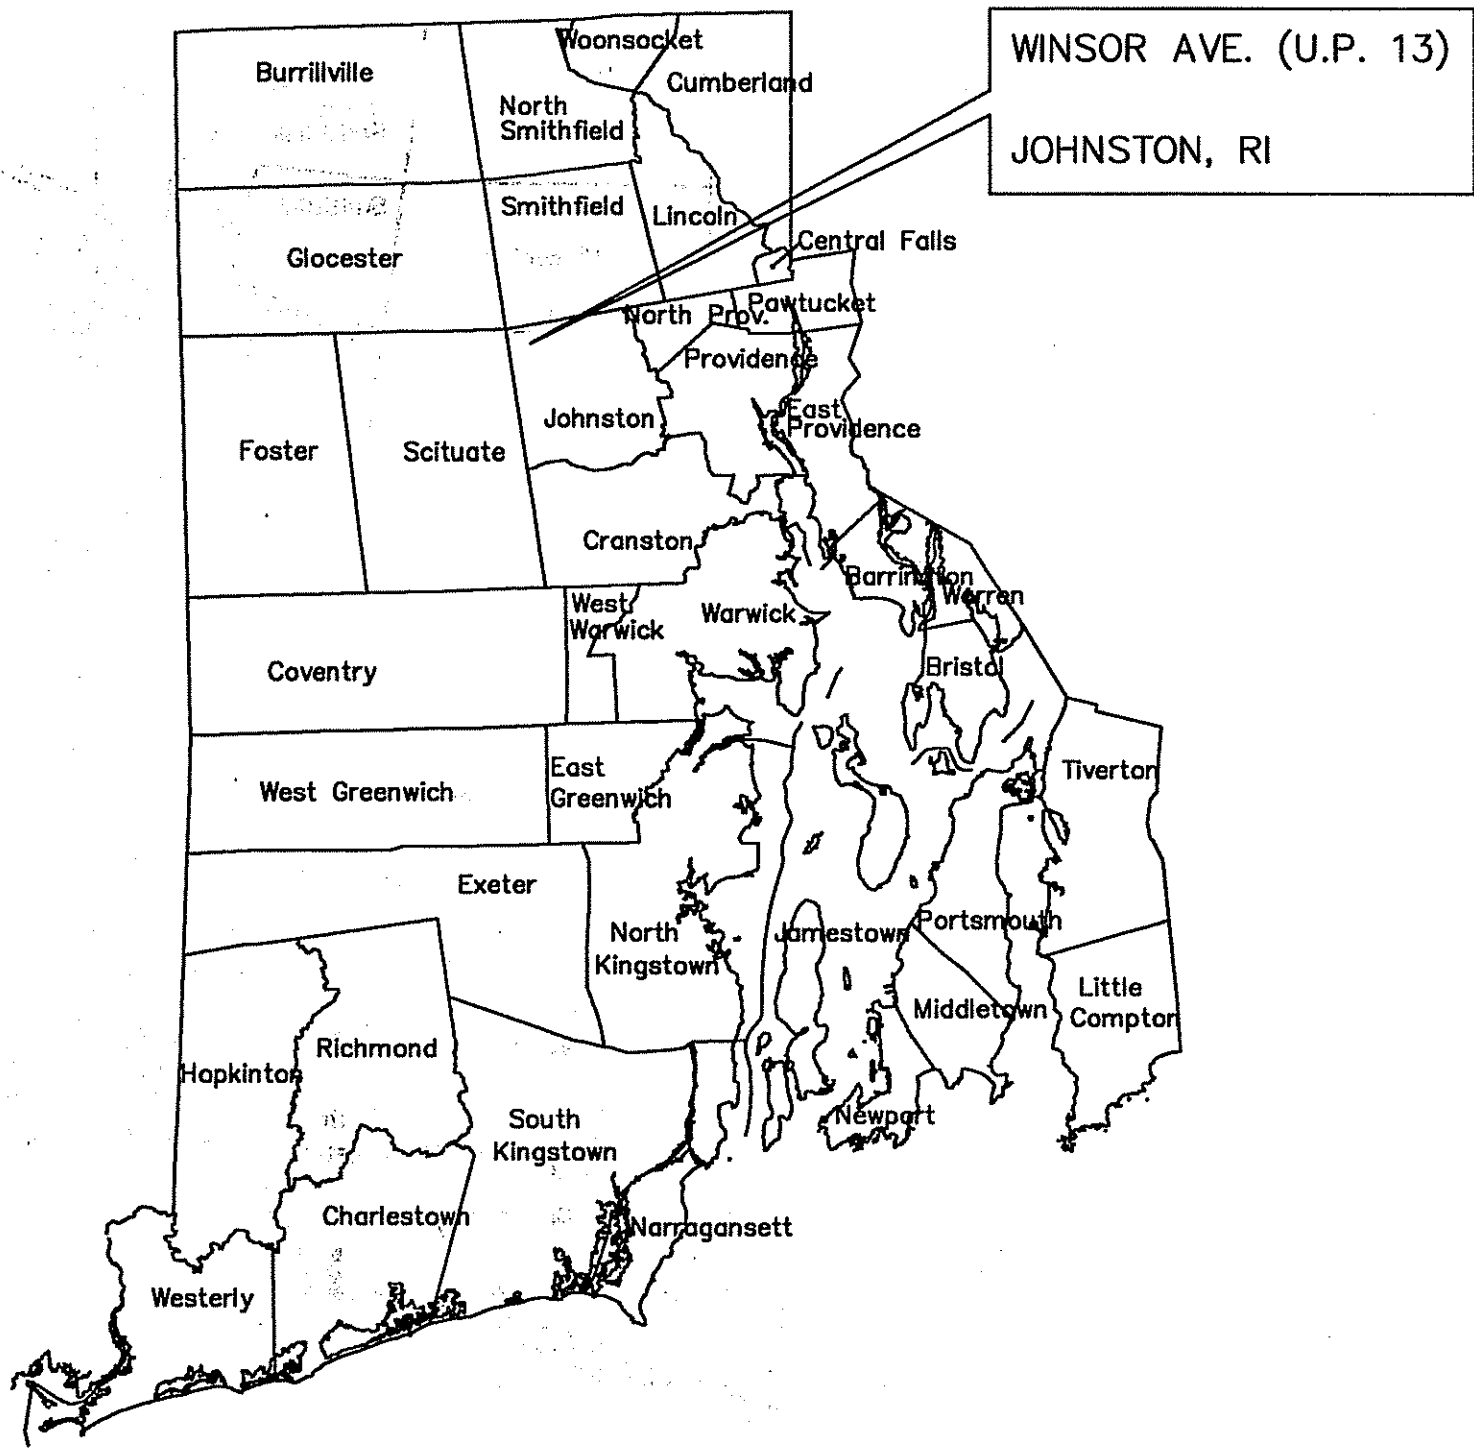 WINSOR AVE. (U.P. 13)
JOHNSTON, RI
Woonsocket
Burrillville
Cumberland
North
Smithfield
Smithfield
Lincoln
Central Falls
Glocester
Pawtucket
North Prov.
Providence
Johnston
East
Providence
Foster
Scituate
Cranston
Barrington
Warren
West
Warwick
Warwick
Bristol
Coventry
Tiverton
East
Greenwich
West Greenwich
Exeter
North
Kingstown
Jamestown
Portsmouth
Little
Compton
Middletown
Richmond
Hopkinton
South
Kingstown
Newport
Charlestown
Narragansett
Westerly